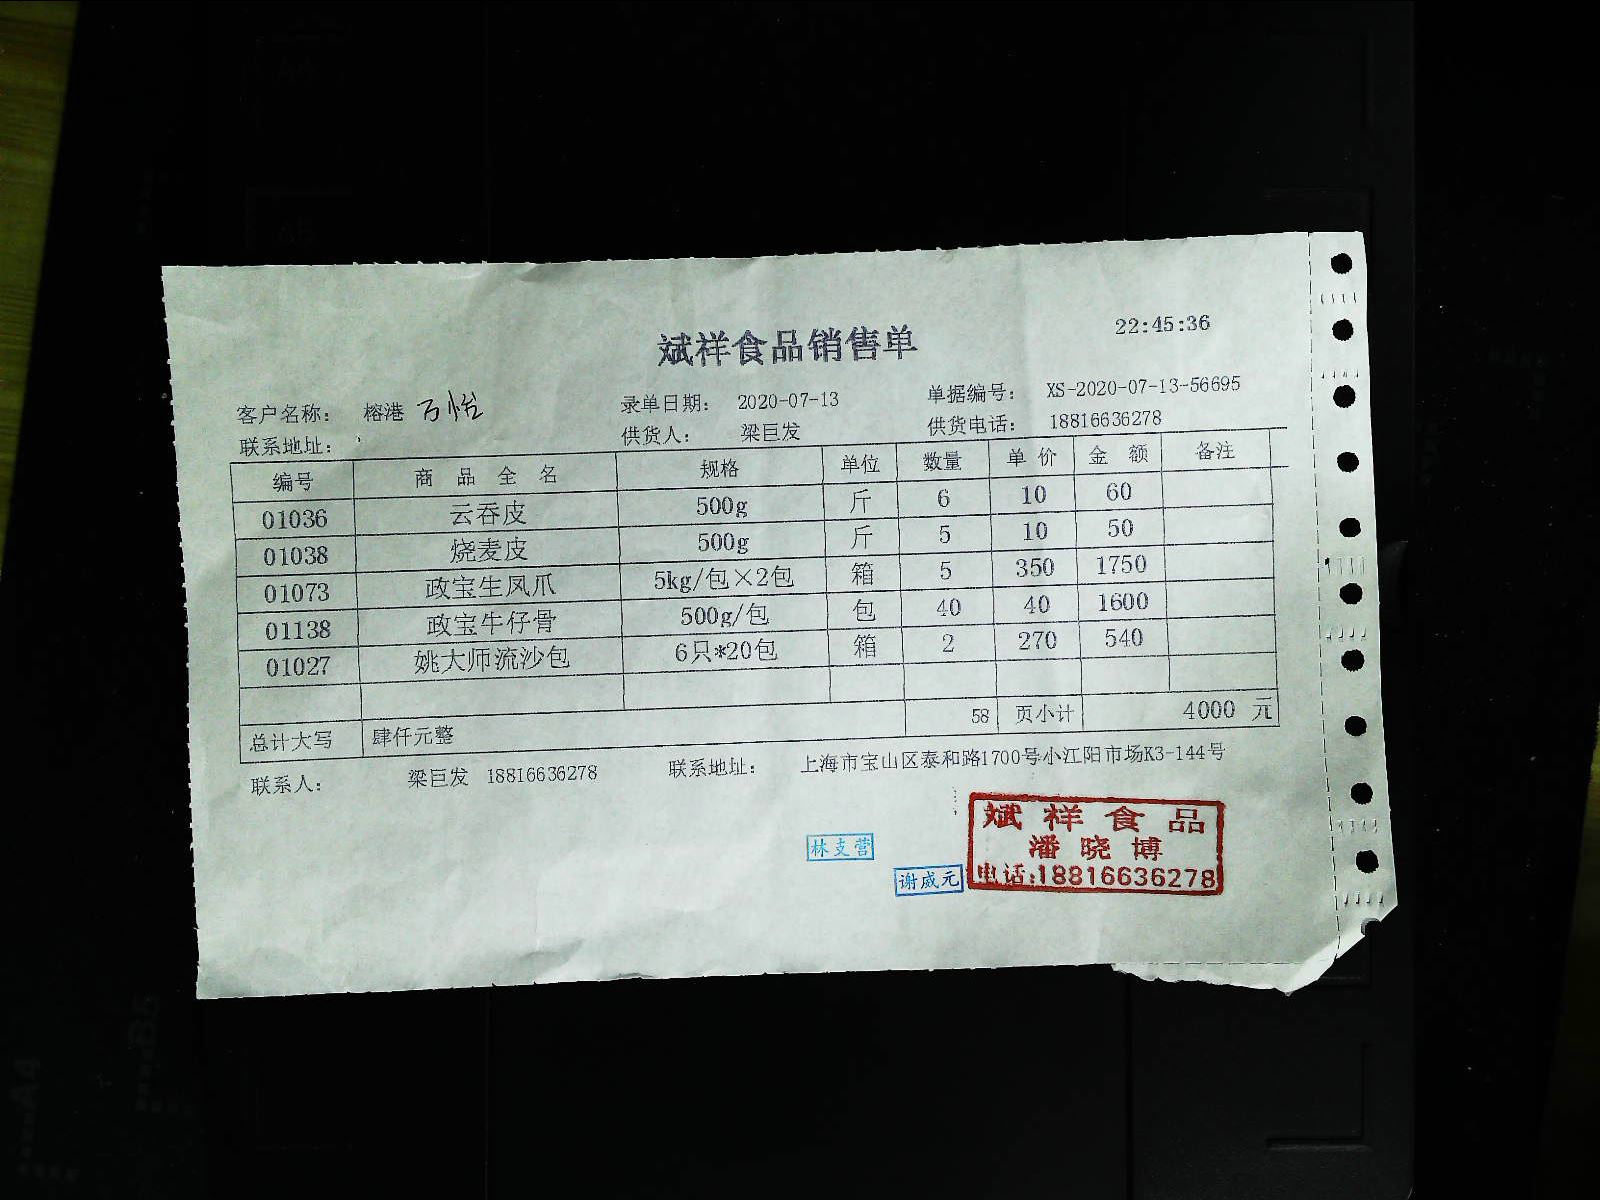 22:45:36
斌祥食品销售单
客户名称： 榕港 万怡 录单日期： 2020-07-13 单据编号： XS-2020-07-13-56695
联系地址： 供货人： 梁巨发 供货电话： 18816636278
编号 商品全名 规格 单位 数量 单价 金额 备注
01036 云吞皮 500g 斤 6 10 60
01038 烧麦皮 500g 斤 5 10 50
01073 政宝生凤爪 5kg/包×2包 箱 5 350 1750
01138 政宝牛仔骨 500g/包 包 40 40 1600
01027 姚大师流沙包 6只*20包 箱 2 270 540
总计大写 肆仟元整 58 页小计 4000 元
联系人： 梁巨发 18816636278 联系地址： 上海市宝山区泰和路1700号小江阳市场K3-144号
斌祥食品
潘晓博
电话:18816636278
林支营
谢威元
A4
B5